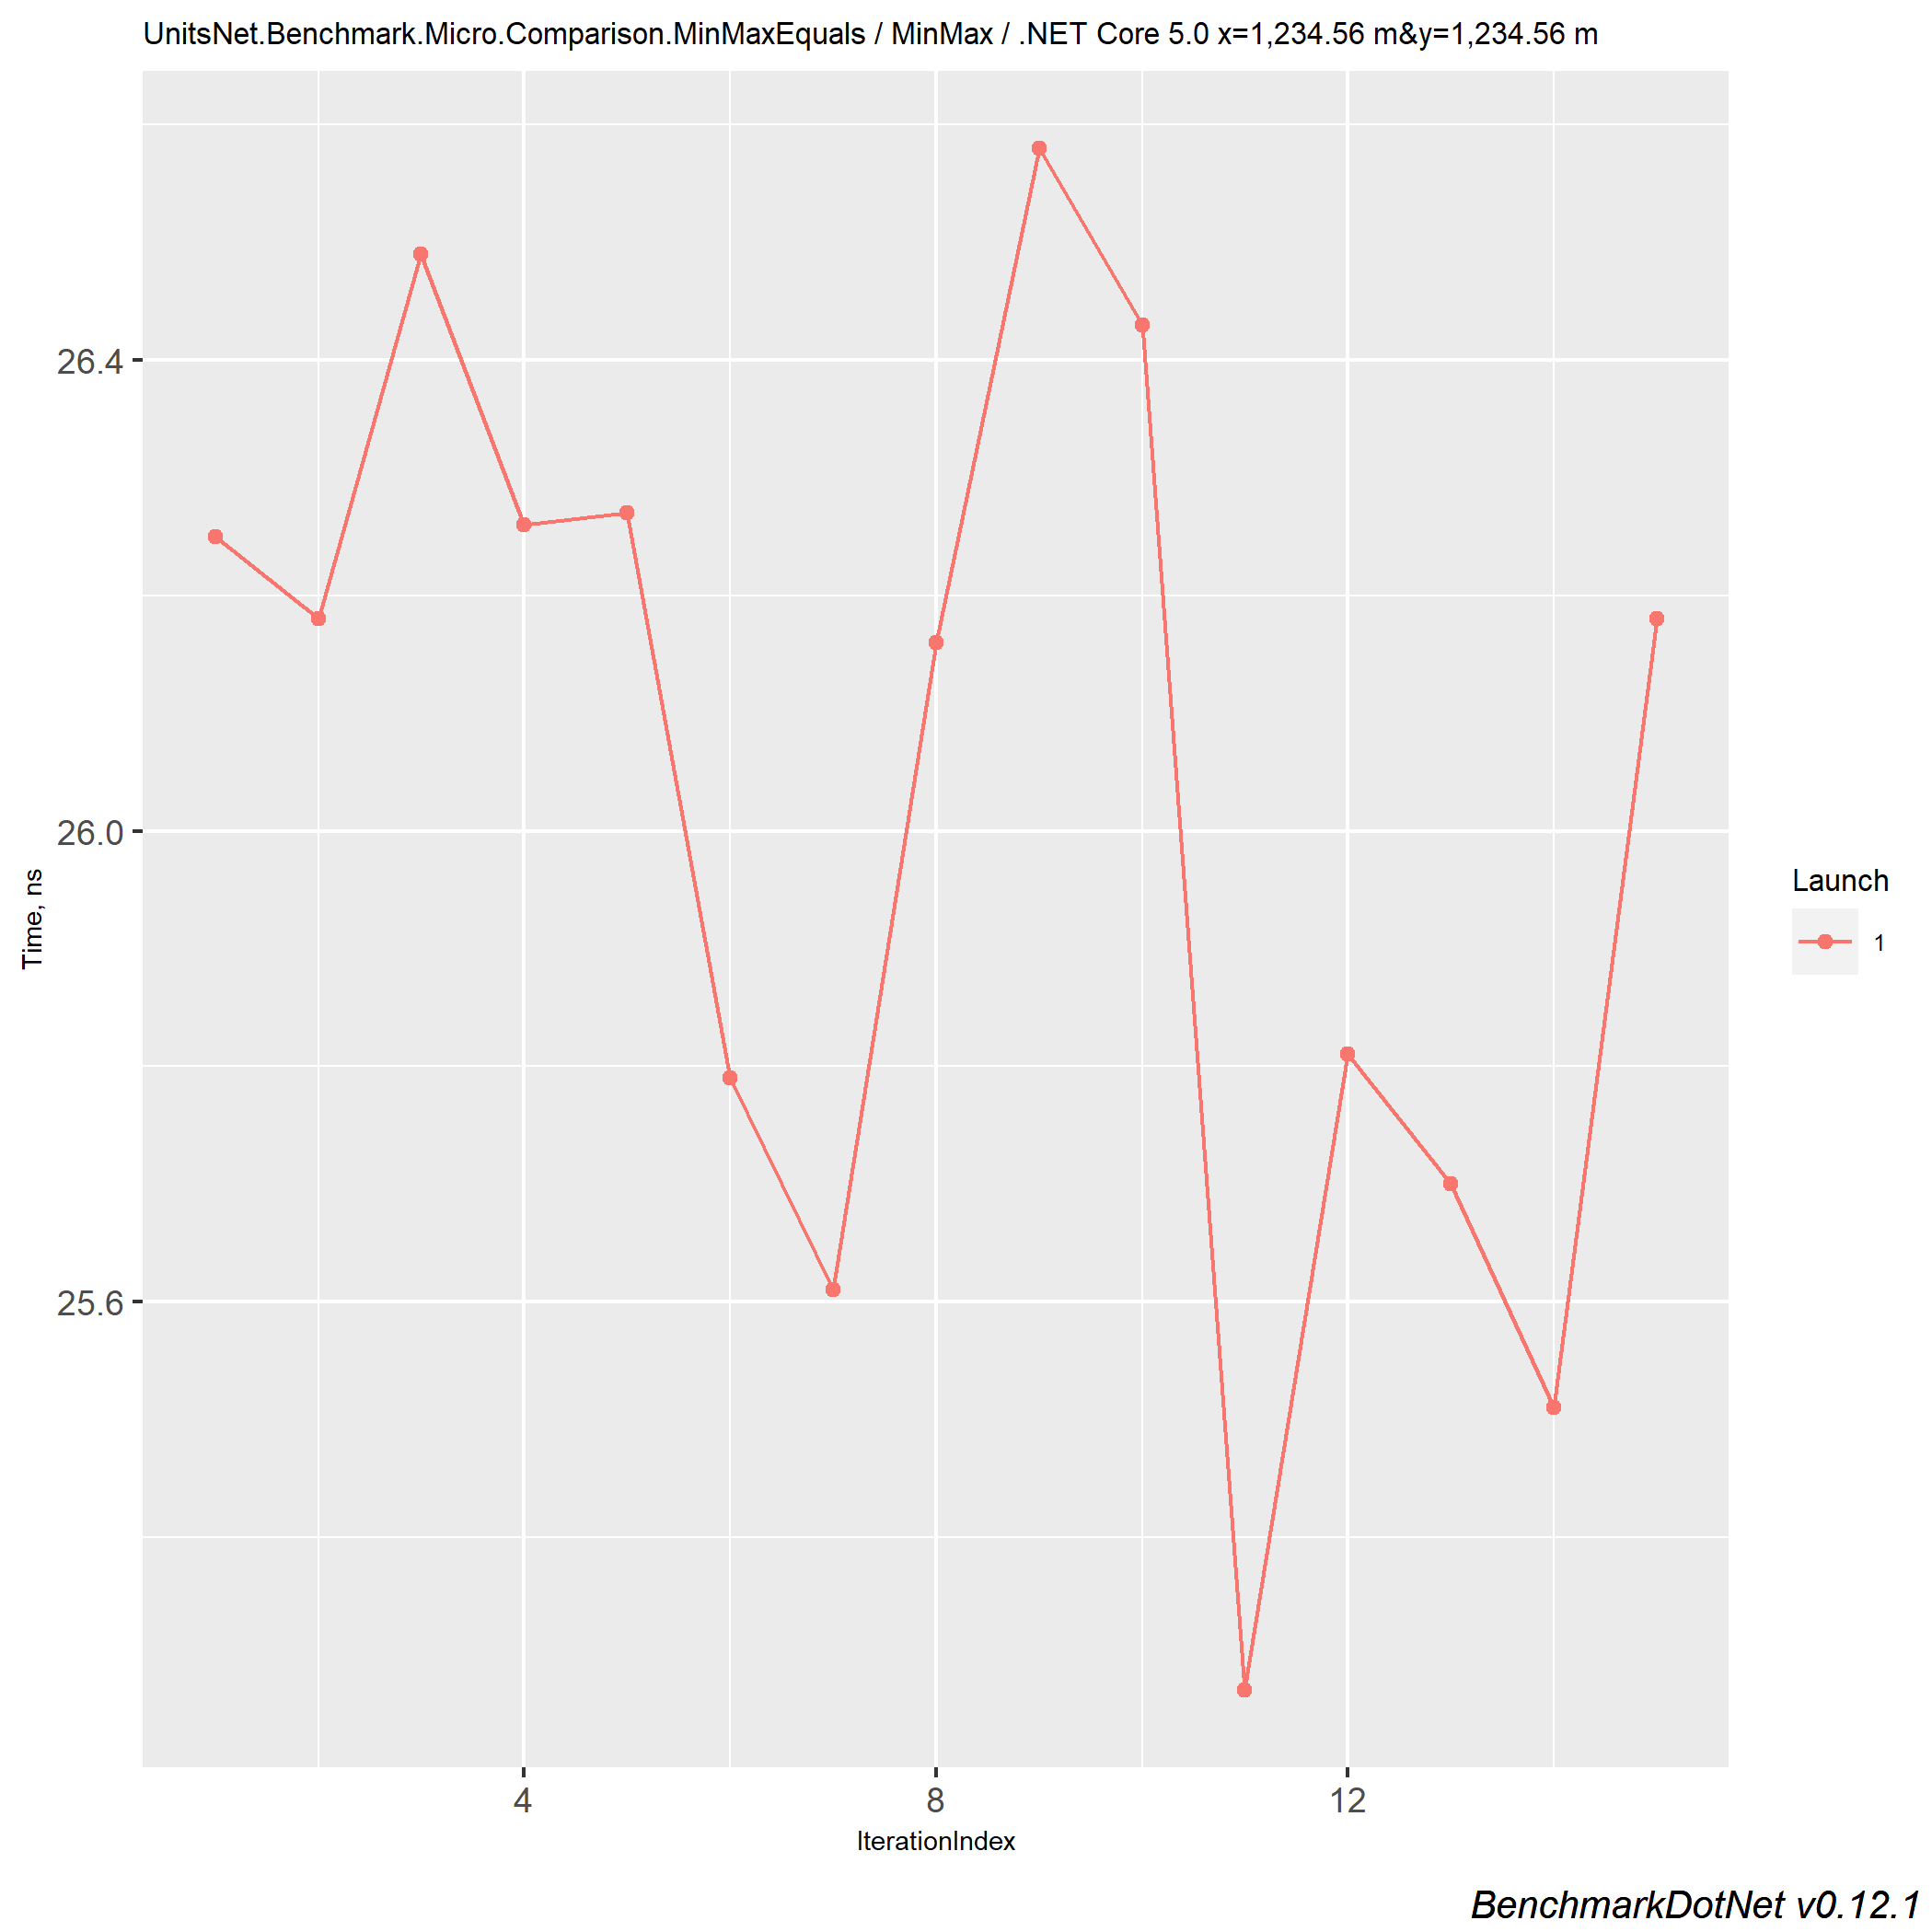 UnitsNet.Benchmark.Micro.Comparison.MinMaxEquals / MinMax / .NET Core 5.0 x=1,234.56 m&y=1,234.56 m
26.4
26.0
25.6
Time, ns
4 8 12
IterationIndex
Launch
1
BenchmarkDotNet v0.12.1